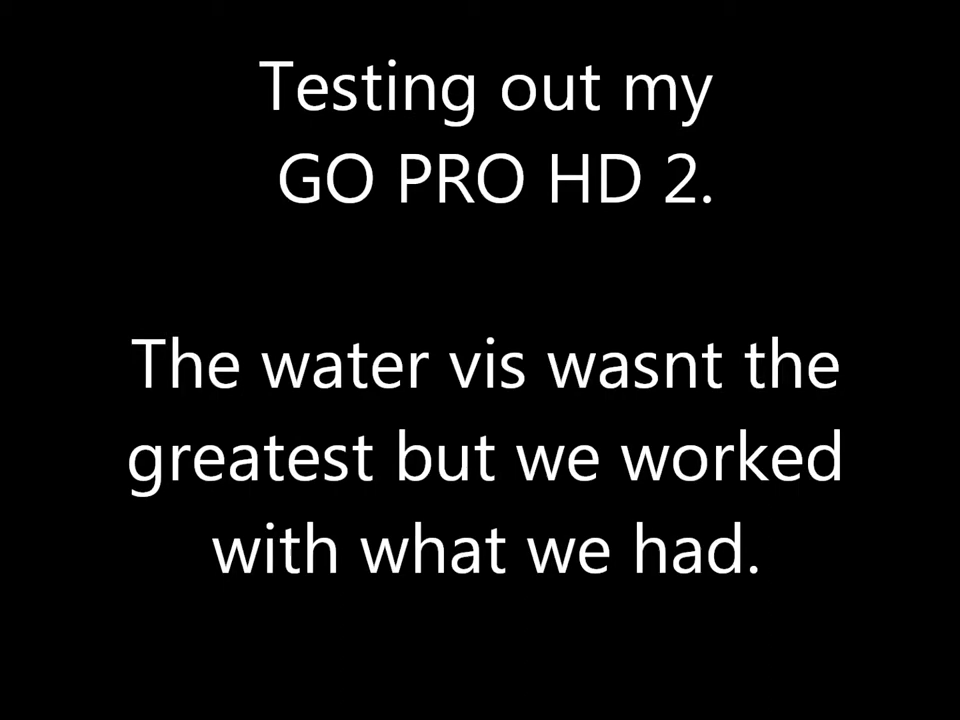 Testing out my
GO PRO HD 2.
The water vis wasnt the
greatest but we worked
with what we had.